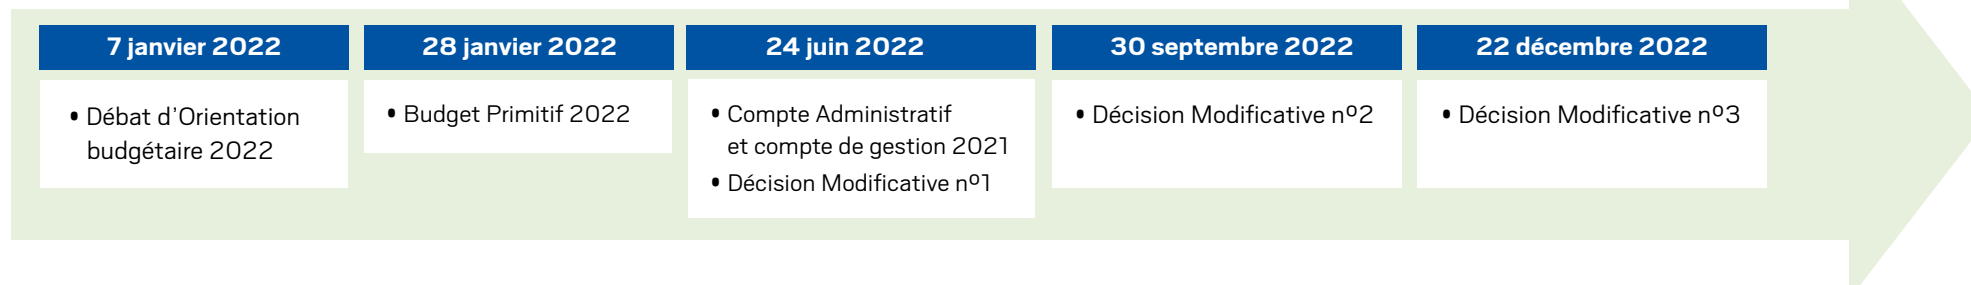 7 janvier 2022
• Débat d’Orientation
budgétaire 2022
28 janvier 2022
• Budget Primitif 2022
24 juin 2022
• Compte Administratif
et compte de gestion 2021
• Décision Modificative nº1
30 septembre 2022
• Décision Modificative nº2
22 décembre 2022
• Décision Modificative nº3